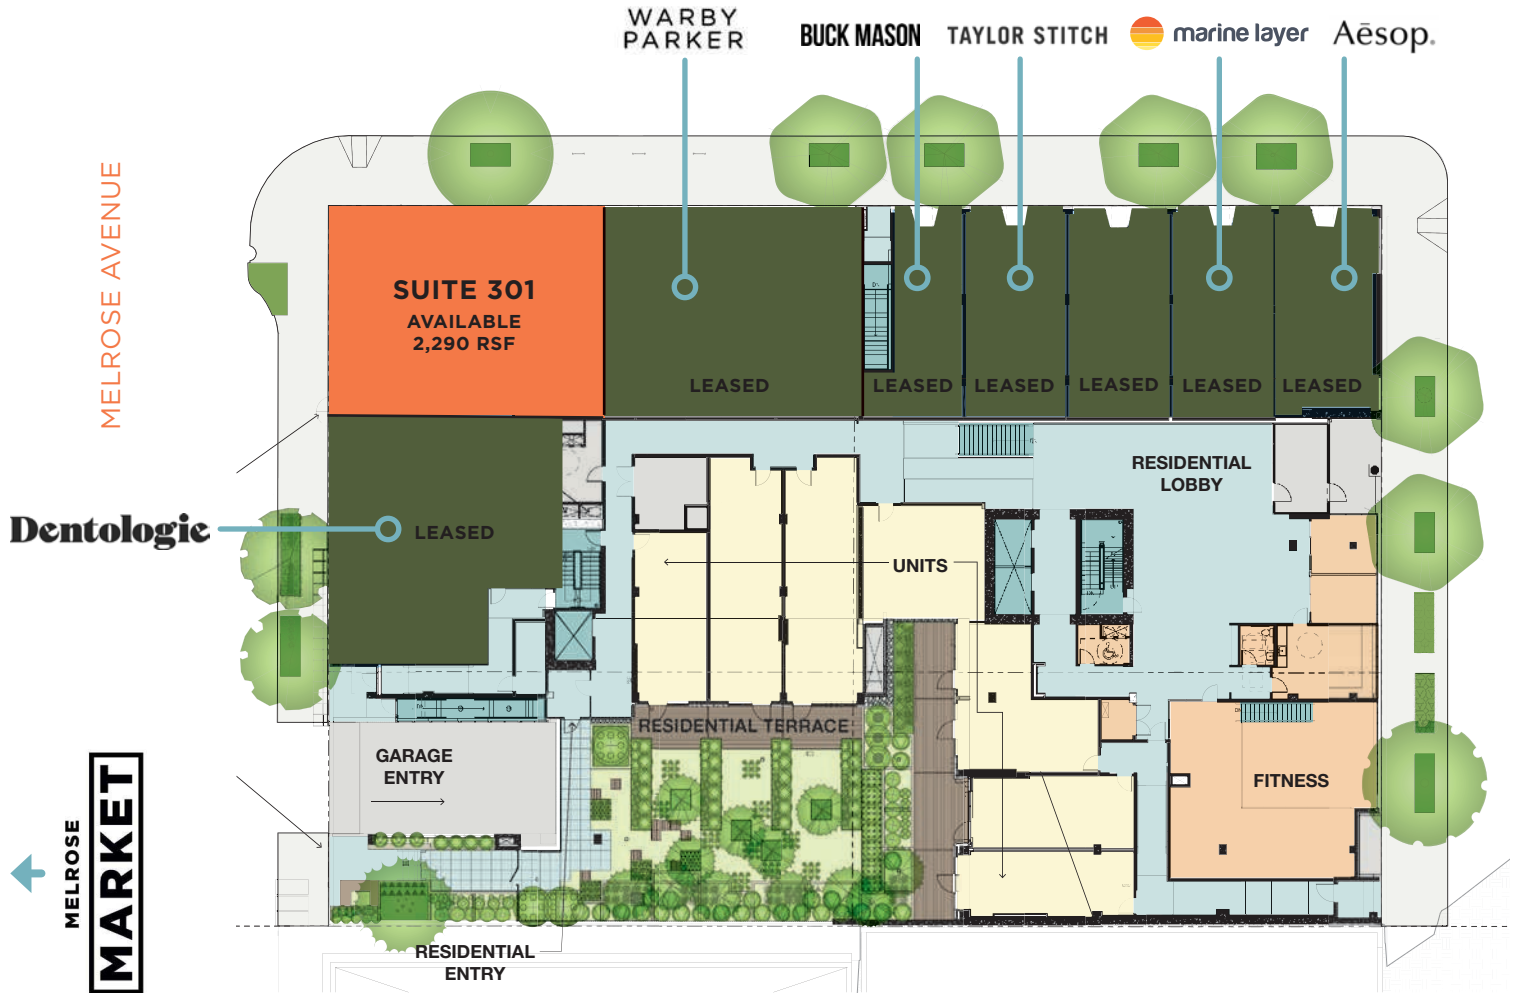 WARBY
PARKER
BUCK MASON
TAYLOR STITCH
marine layer
Aēsop.
MELROSE AVENUE
SUITE 301
AVAILABLE
2,290 RSF
LEASED
LEASED
LEASED
LEASED
LEASED
LEASED
RESIDENTIAL
LOBBY
Dentologie
LEASED
UNITS
RESIDENTIAL TERRACE
GARAGE
ENTRY
FITNESS
MELROSE
MARKET
RESIDENTIAL
ENTRY